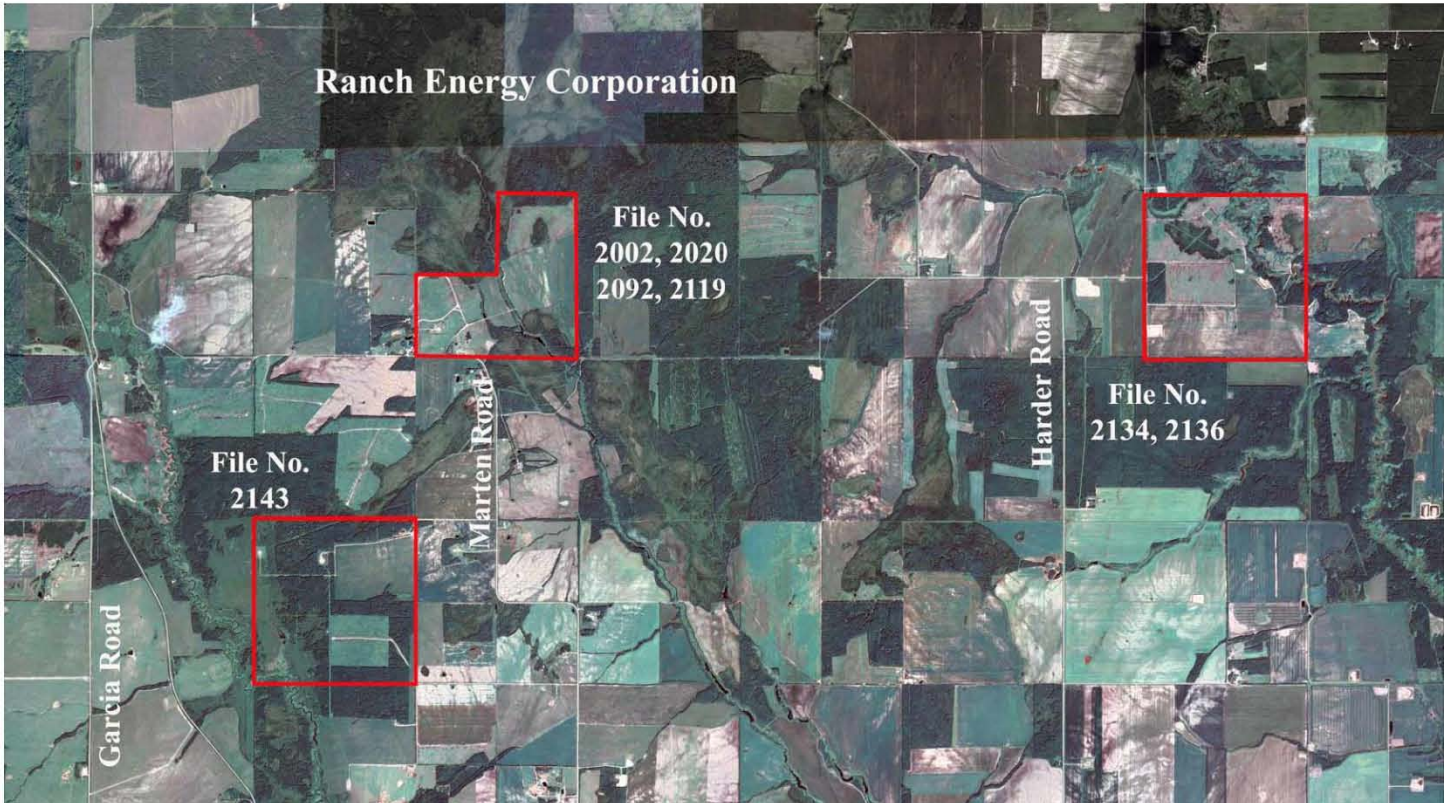 Ranch Energy Corporation
File No.
2002, 2020
2092, 2119
File No.
2134, 2136
File No.
2143
Garcia Road
Marten Road
Harder Road